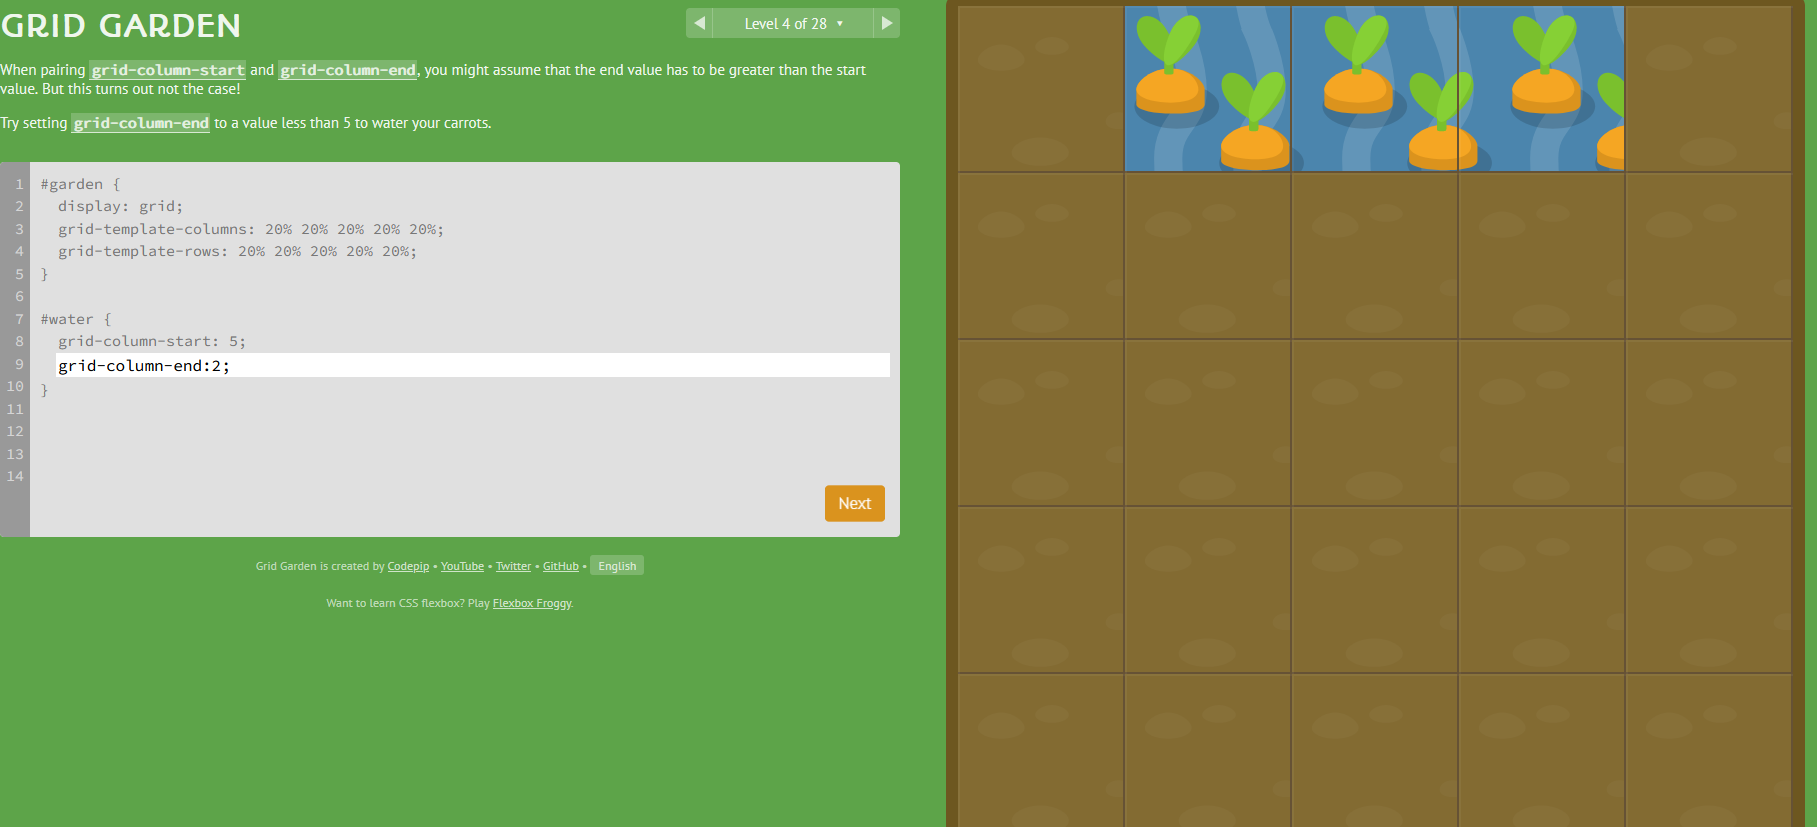 GRID GARDEN
◀ Level 4 of 28 ▾ ▶
When pairing grid-column-start and grid-column-end, you might assume that the end value has to be greater than the start
value. But this turns out not the case!
Try setting grid-column-end to a value less than 5 to water your carrots.
1 #garden {
2 display: grid;
3 grid-template-columns: 20% 20% 20% 20% 20%;
4 grid-template-rows: 20% 20% 20% 20% 20%;
5 }
6
7 #water {
8 grid-column-start: 5;
9 grid-column-end:2;
10 }
11
12
13
14
Next
Grid Garden is created by Codepip • YouTube • Twitter • GitHub • English
Want to learn CSS flexbox? Play Flexbox Froggy.